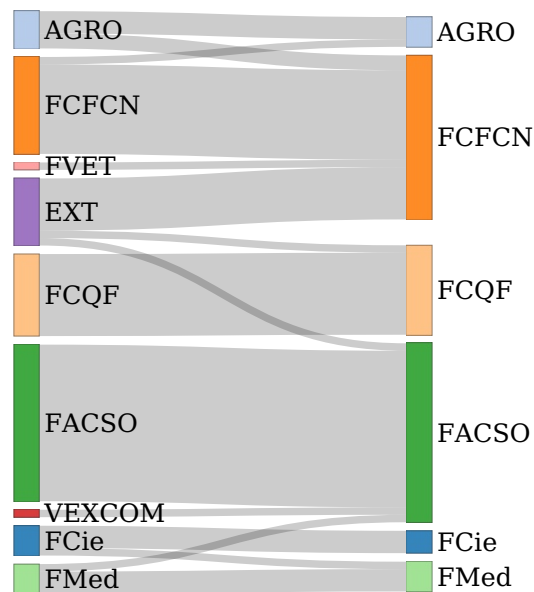 AGRO
FCFCN
FVET
EXT
FCQF
FACSO
VEXCOM
FCie
FMed
AGRO
FCFCN
FCQF
FACSO
FCie
FMed